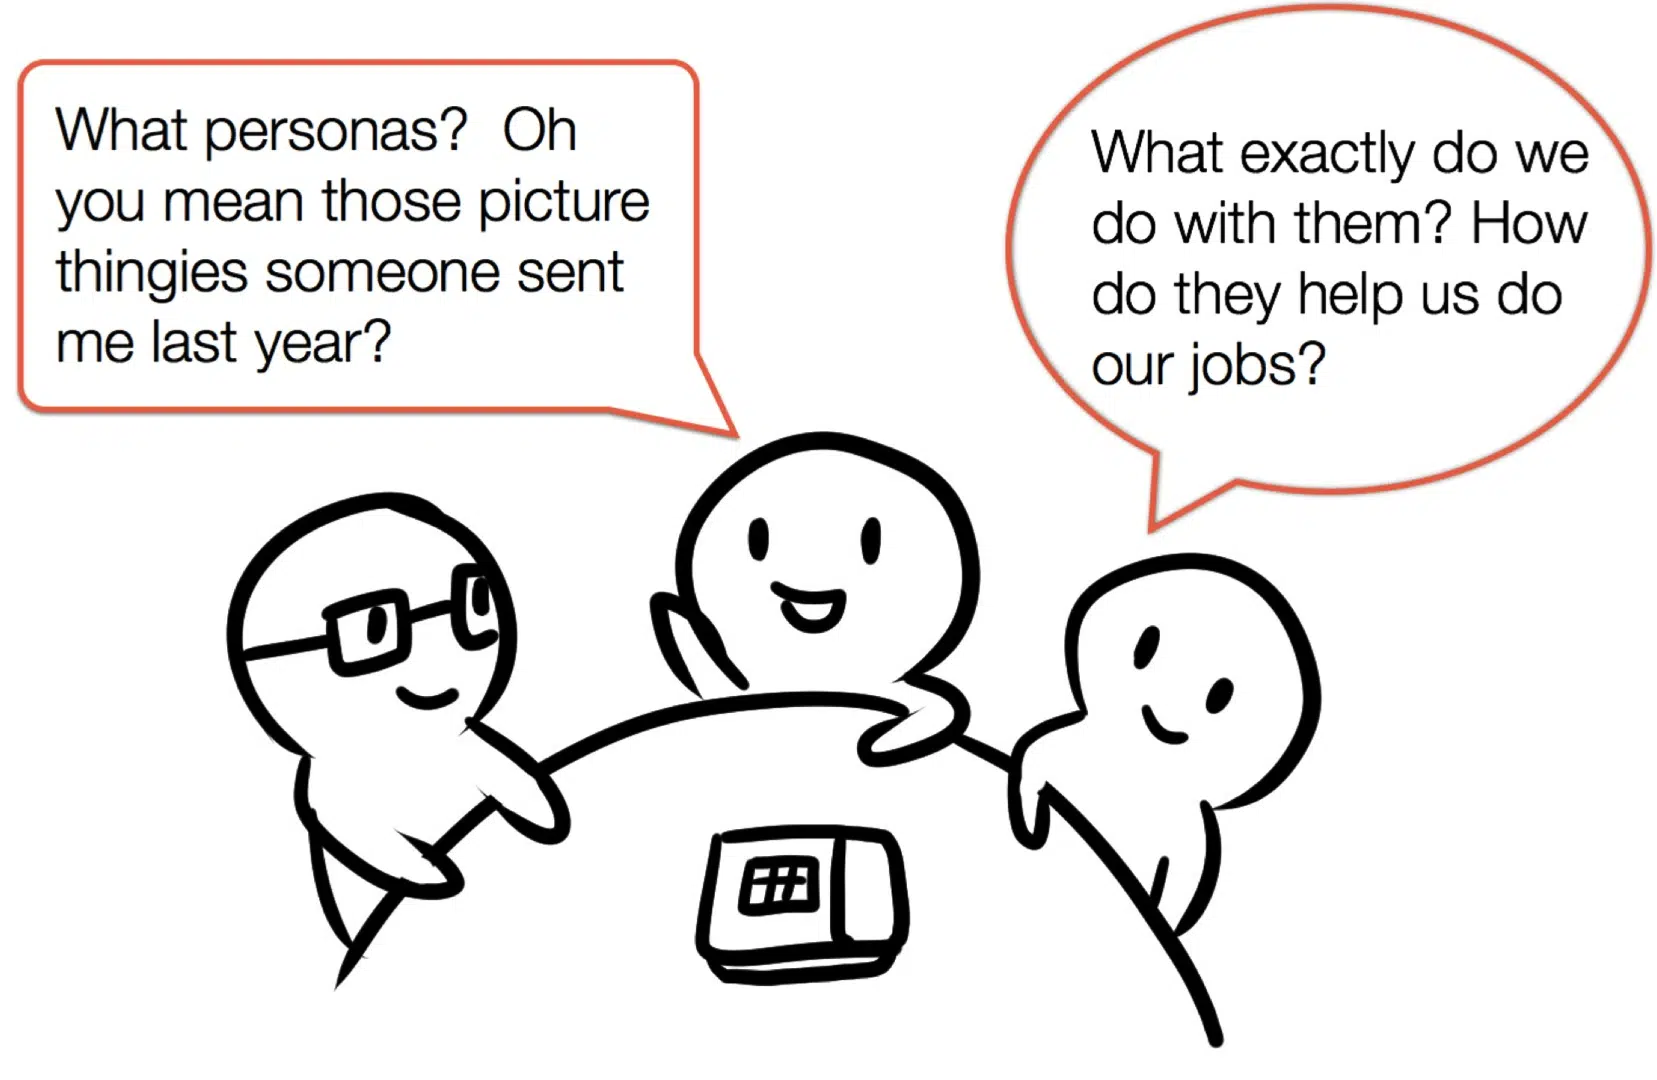 What personas?  Oh
you mean those picture
thingies someone sent
me last year?
What exactly do we
do with them? How
do they help us do
our jobs?